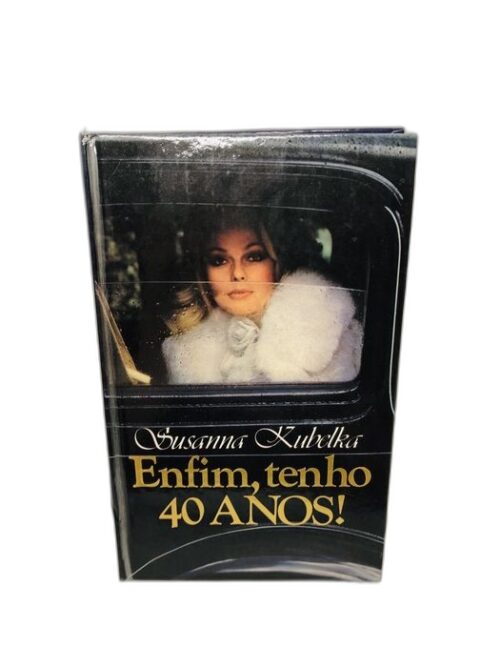 Susanna Kubelka
Enfim, tenho
40 ANOS!